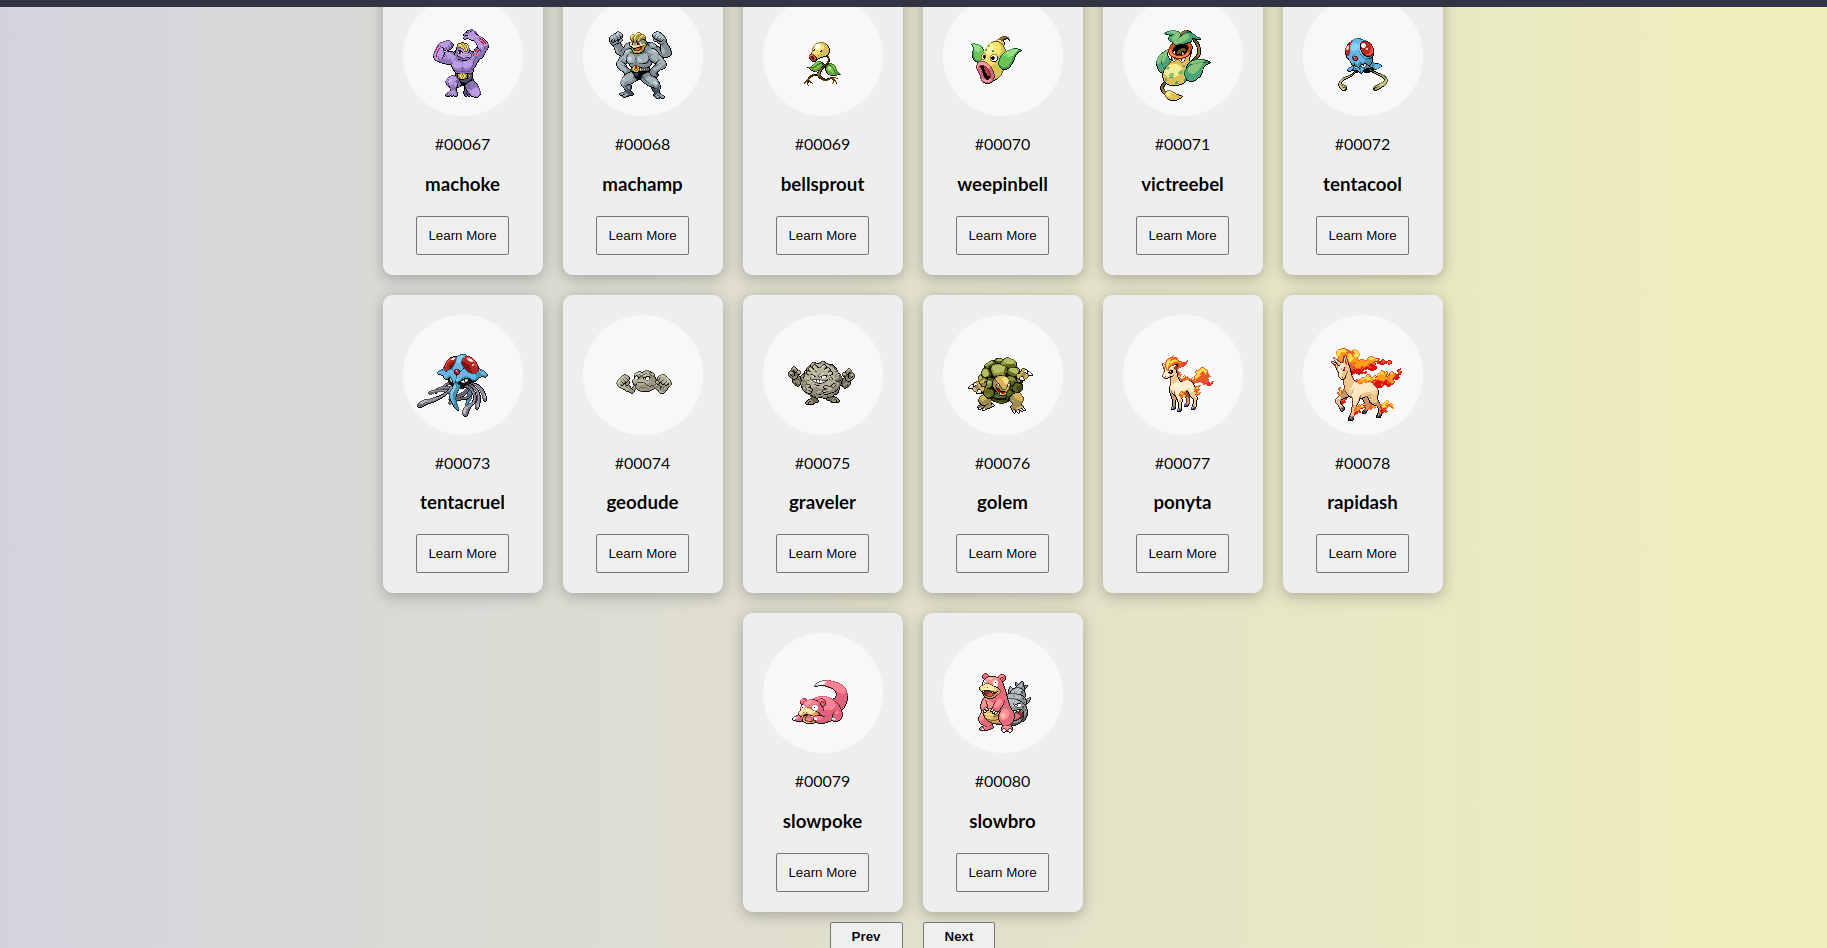 #00067 #00068 #00069 #00070 #00071 #00072
machoke machamp bellsprout weepinbell victreebel tentacool
Learn More Learn More Learn More Learn More Learn More Learn More
#00073 #00074 #00075 #00076 #00077 #00078
tentacruel geodude graveler golem ponyta rapidash
Learn More Learn More Learn More Learn More Learn More Learn More
#00079 #00080
slowpoke slowbro
Learn More Learn More
Prev Next